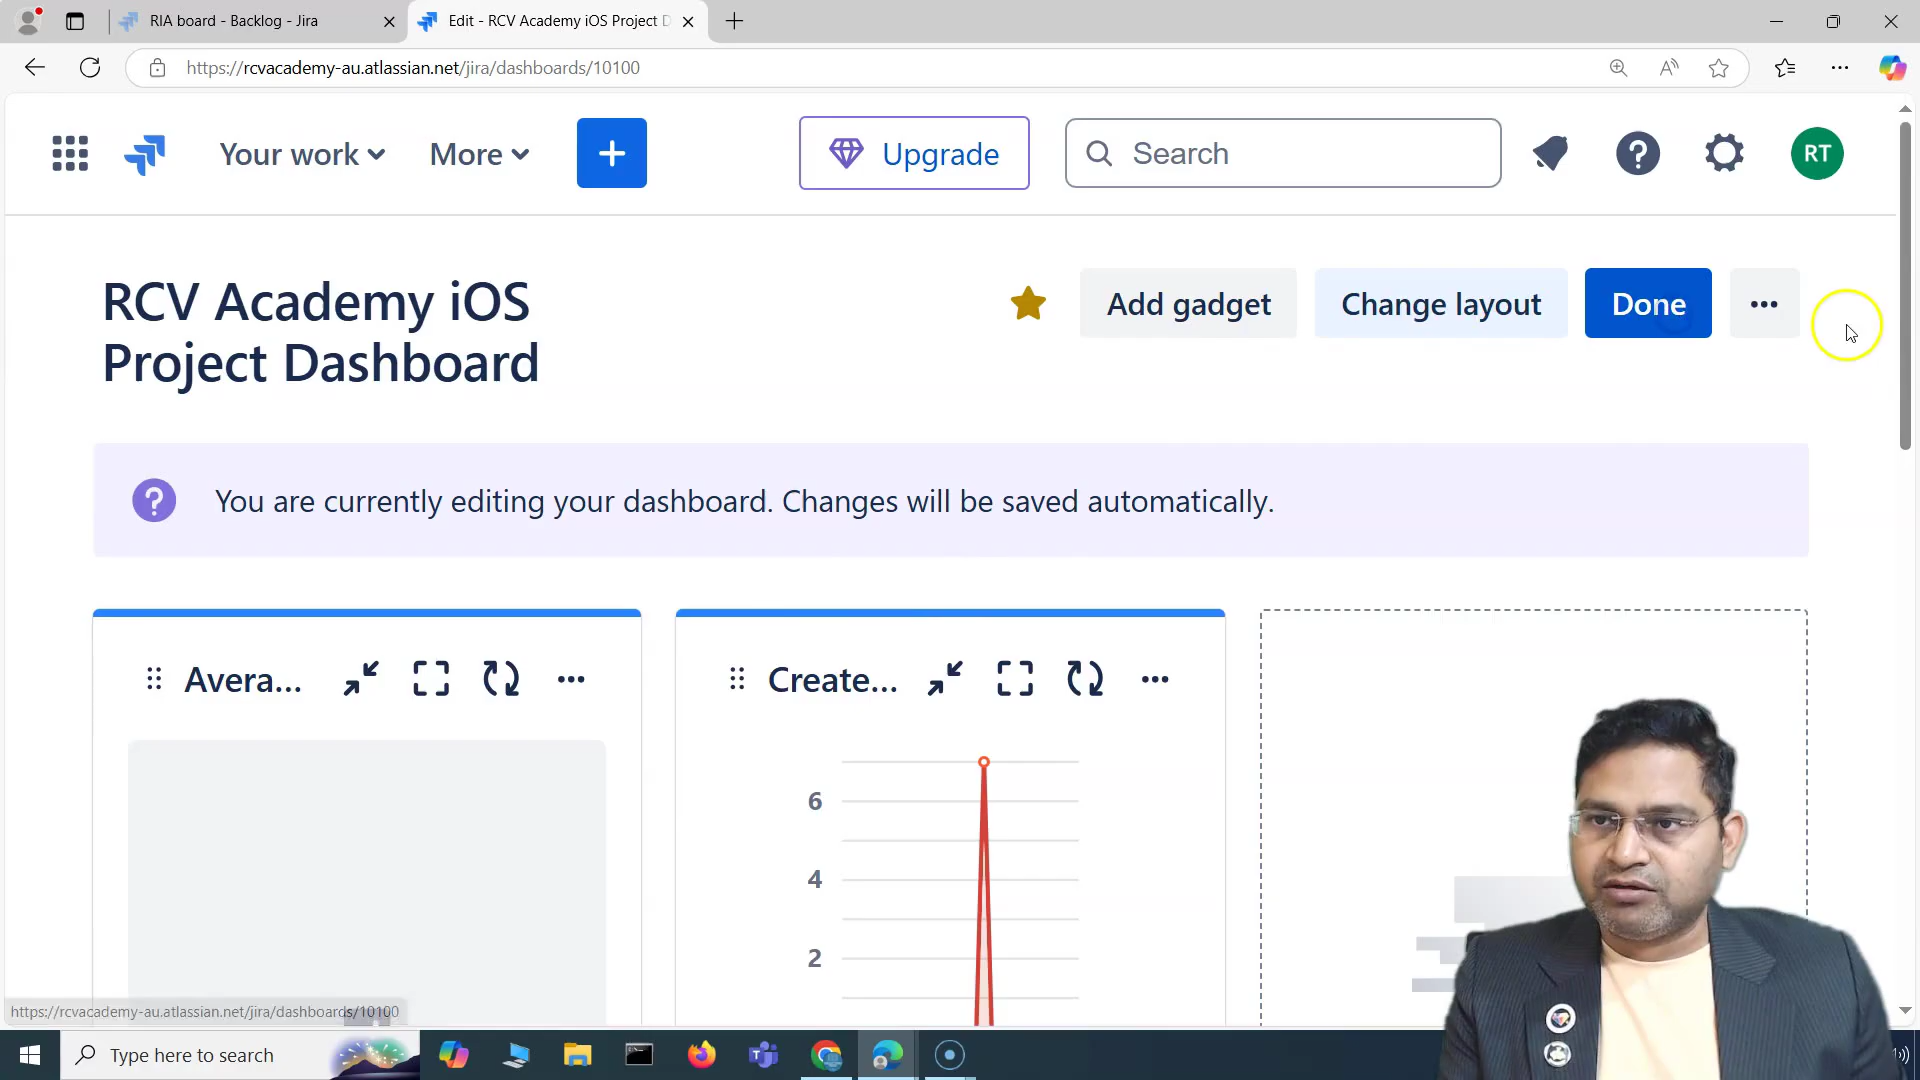 RIA board - Backlog - Jira
Edit - RCV Academy iOS Project D
https://rcvacademy-au.atlassian.net/jira/dashboards/10100
Your work
More
Upgrade
Search
RT
RCV Academy iOS
Project Dashboard
Add gadget
Change layout
Done
You are currently editing your dashboard. Changes will be saved automatically.
Avera...
Create...
6
4
2
https://rcvacademy-au.atlassian.net/jira/dashboards/10100
Type here to search